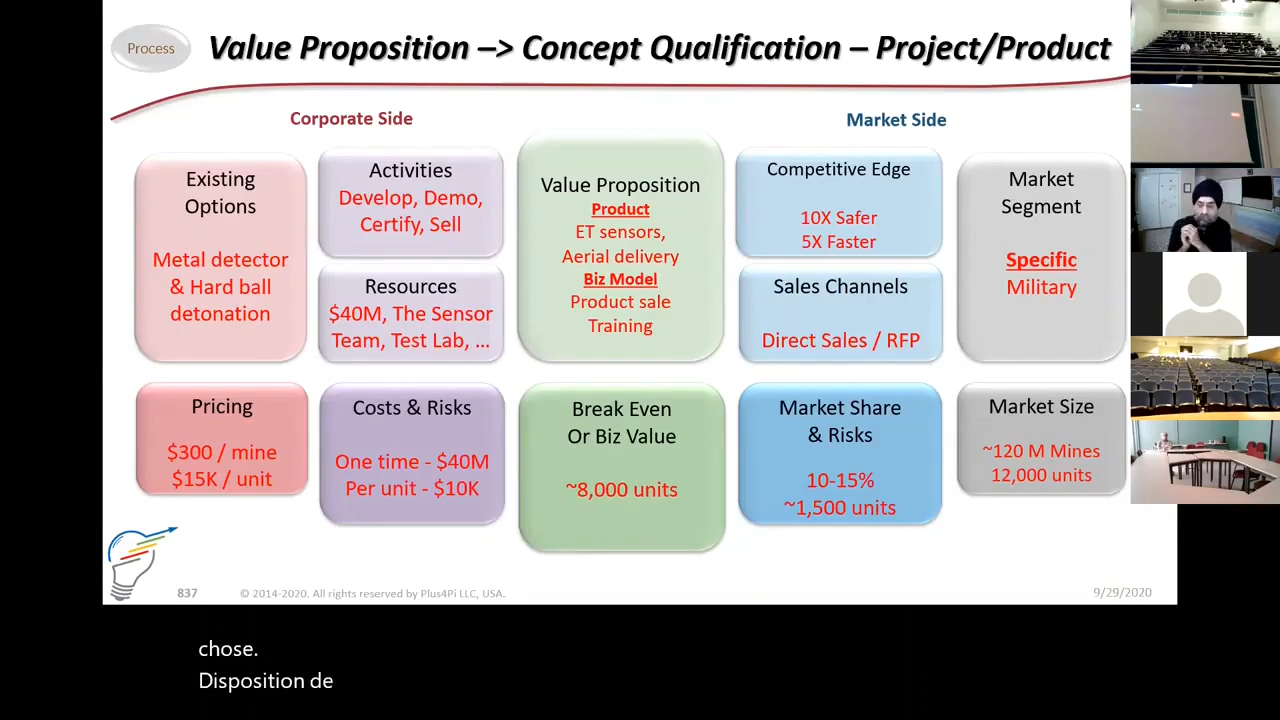 Process
Value Proposition –> Concept Qualification – Project/Product
Corporate Side
Market Side
Existing
Options
Metal detector
& Hard ball
detonation
Activities
Develop, Demo,
Certify, Sell
Resources
$40M, The Sensor
Team, Test Lab, ...
Value Proposition
Product
ET sensors,
Aerial delivery
Biz Model
Product sale
Training
Competitive Edge
10X Safer
5X Faster
Sales Channels
Direct Sales / RFP
Market
Segment
Specific
Military
Pricing
$300 / mine
$15K / unit
Costs & Risks
One time - $40M
Per unit - $10K
Break Even
Or Biz Value
~8,000 units
Market Share
& Risks
10-15%
~1,500 units
Market Size
~120 M Mines
12,000 units
837
© 2014-2020. All rights reserved by Plus4Pi LLC, USA.
9/29/2020
chose.
Disposition de